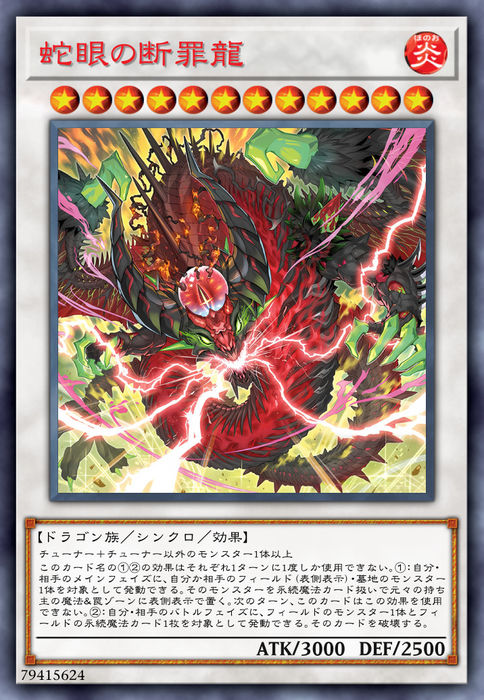 蛇眼の断罪龍
ほのお
炎
【ドラゴン族／シンクロ／効果】
チューナー＋チューナー以外のモンスター1体以上
このカード名の①②の効果はそれぞれ1ターンに1度しか使用できない。①：自分・
相手のメインフェイズに、自分か相手のフィールド（表側表示）・墓地のモンスター
1体を対象として発動できる。そのモンスターを永続魔法カード扱いで元々の持ち
主の魔法&罠ゾーンに表側表示で置く。次のターン、このカードはこの効果を使用
できない。②：自分・相手のバトルフェイズに、フィールドのモンスター1体とフィ
ールドの永続魔法カード1枚を対象として発動できる。そのカードを破壊する。
ATK/3000 DEF/2500
79415624